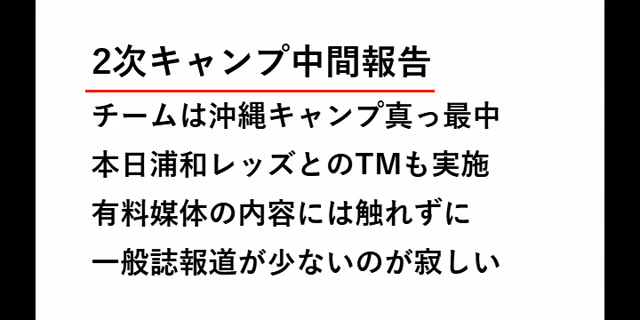 2次キャンプ中間報告
チームは沖縄キャンプ真っ最中
本日浦和レッズとのTMも実施
有料媒体の内容には触れずに
一般誌報道が少ないのが寂しい